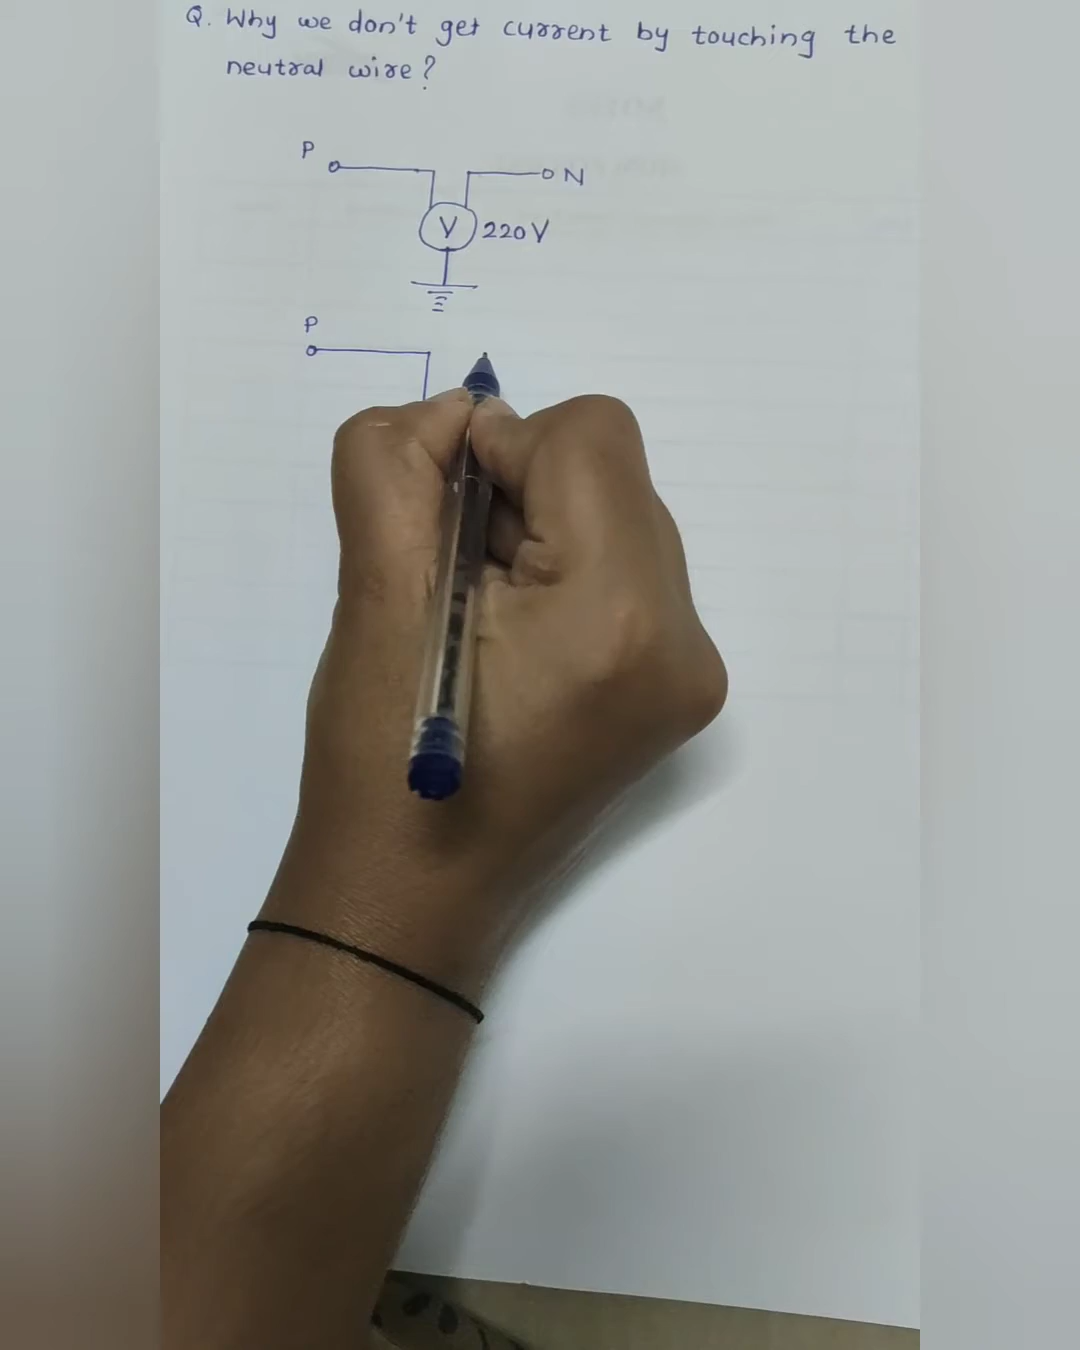 Q. Why we don't get current by touching the
neutral wire?
P
N
V 220V
P